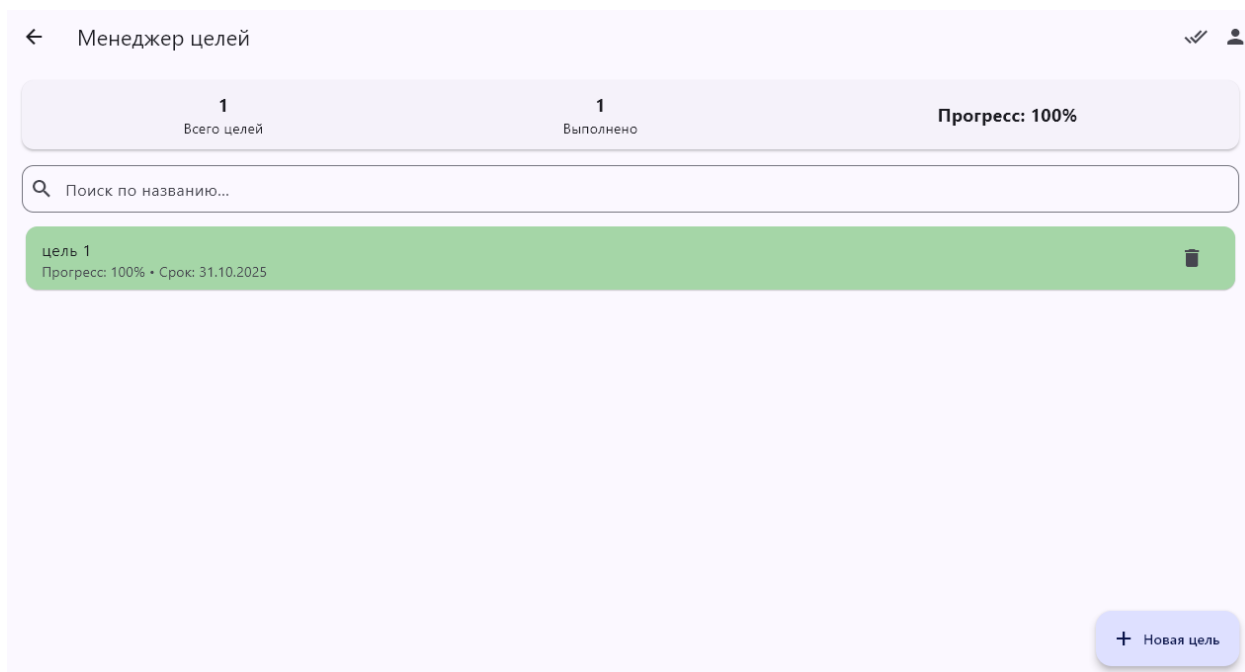 Менеджер целей
1
Всего целей
1
Выполнено
Прогресс: 100%
Поиск по названию...
цель 1
Прогресс: 100% • Срок: 31.10.2025
+ Новая цель